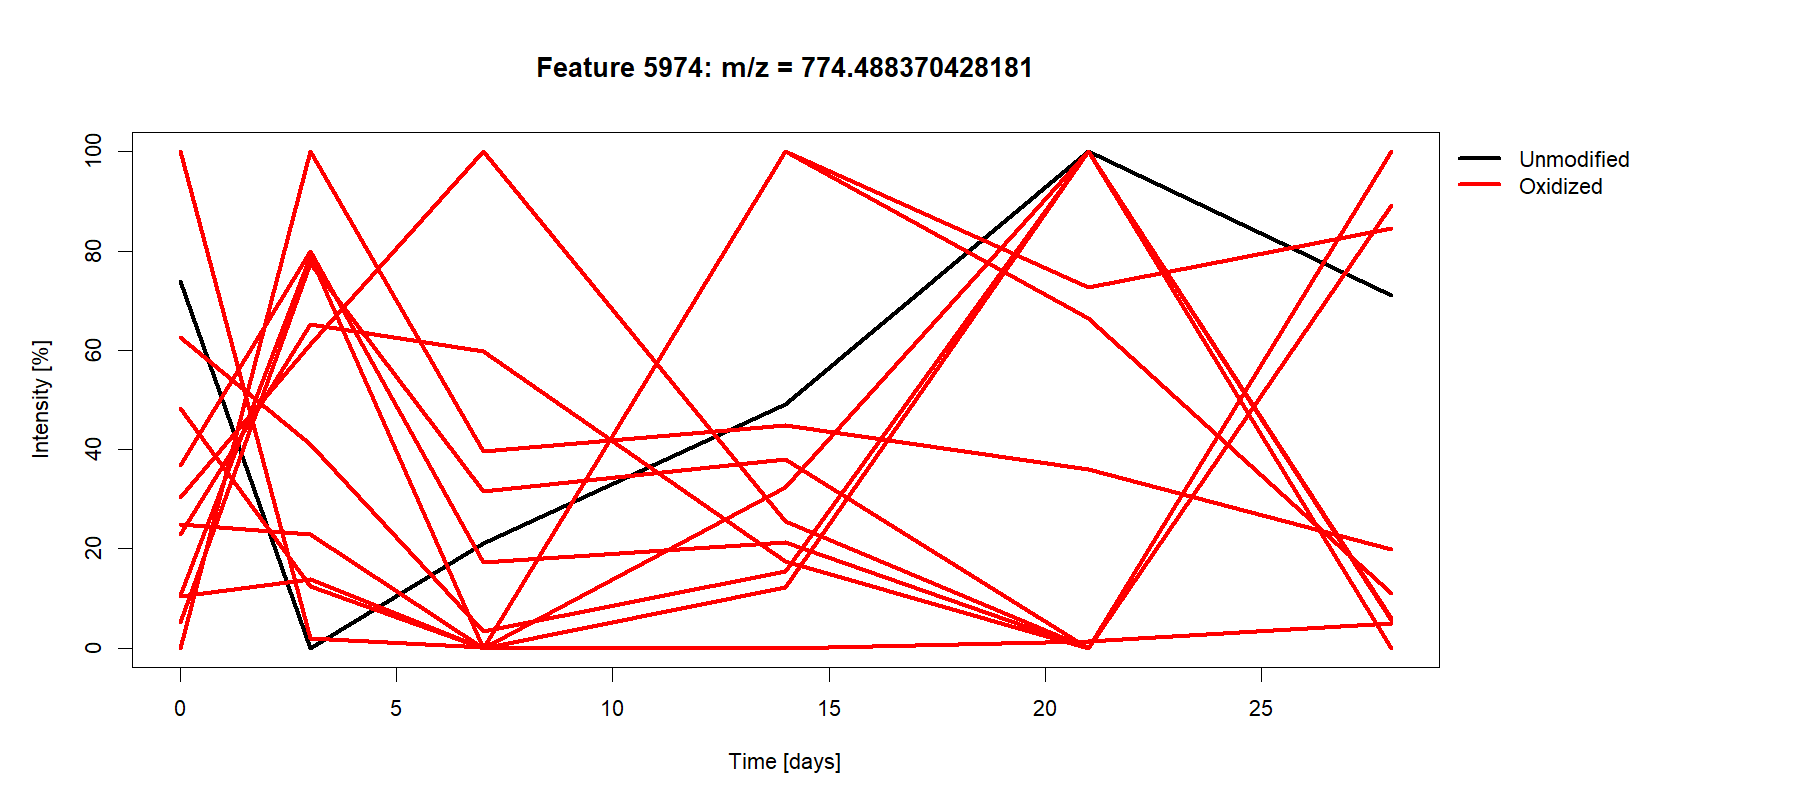 Feature 5974: m/z = 774.488370428181
Unmodified
Oxidized
Intensity [%]
100
80
60
40
20
0
0 5 10 15 20 25
Time [days]